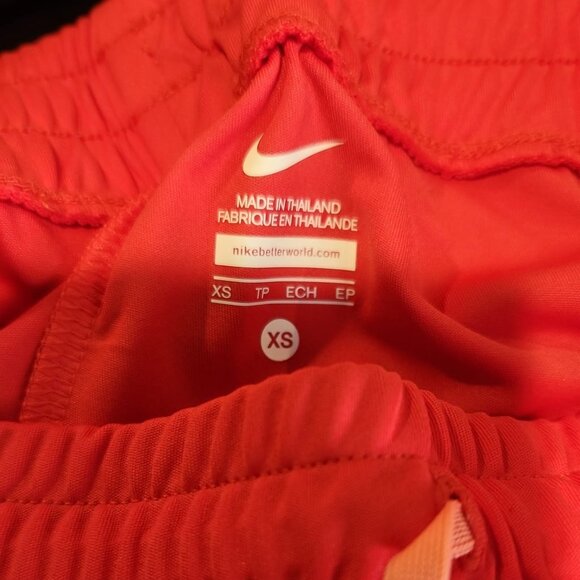 MADE IN THAILAND
FABRIQUE EN THAILANDE
nikebetterworld.com
XS TP ECH EP
XS